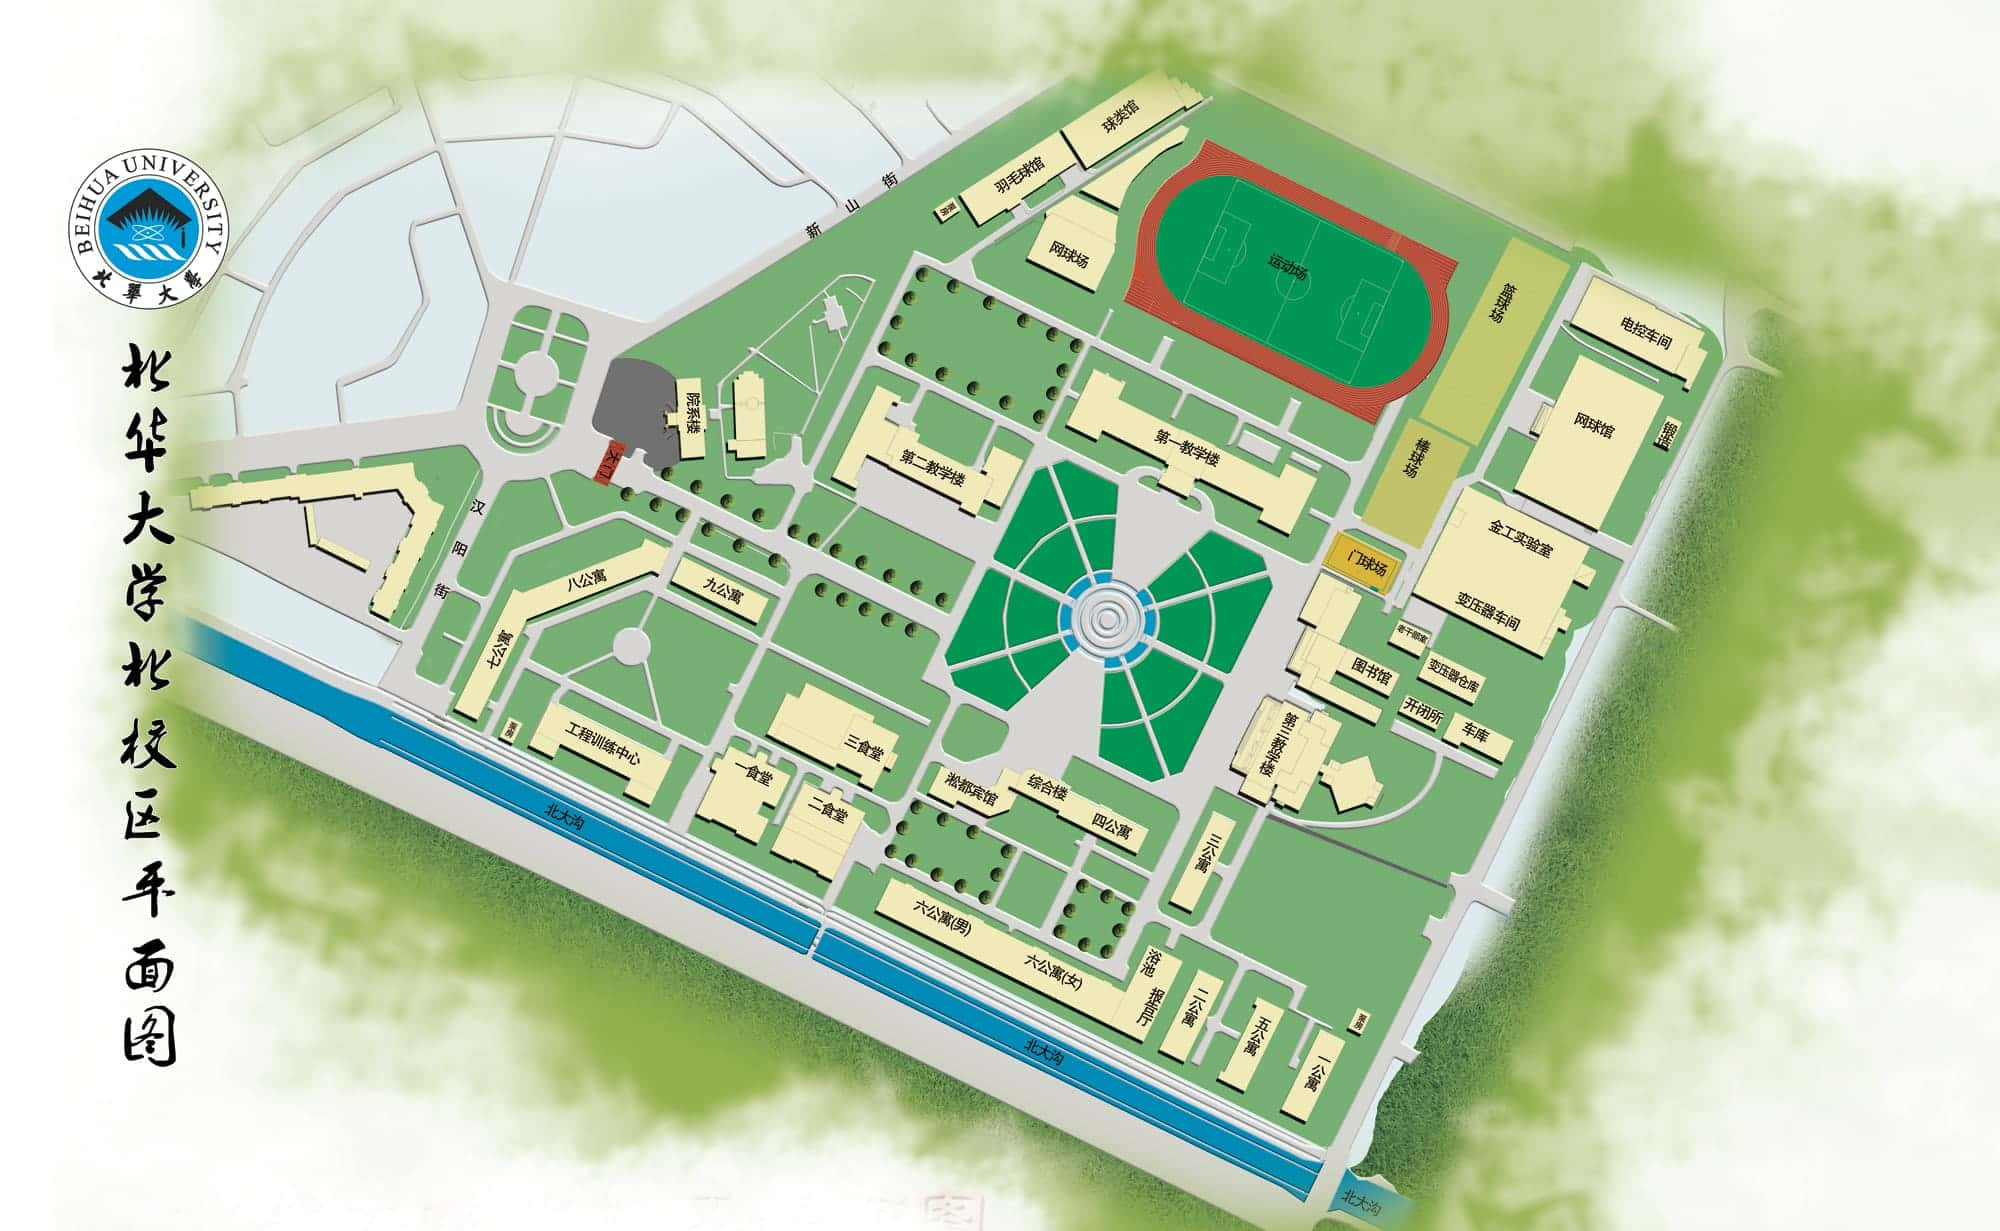 BEIHUA UNIVERSITY
北華大學
北华大学北校区平面图
球类馆
羽毛球馆
新山街
网球场
运动场
篮球场
电控车间
网球馆
锻造
院系楼
大门
第二教学楼
第一教学楼
棒球场
门球场
金工实验室
变压器车间
汉阳街
八公寓
九公寓
七公寓
老干部室
图书馆
变压器仓库
开闭所
车库
第三教学楼
工程训练中心
三食堂
一食堂
二食堂
淞都宾馆
综合楼
四公寓
三公寓
北大沟
六公寓(男)
六公寓(女)
浴池
报告厅
二公寓
五公寓
一公寓
北大沟
北大沟